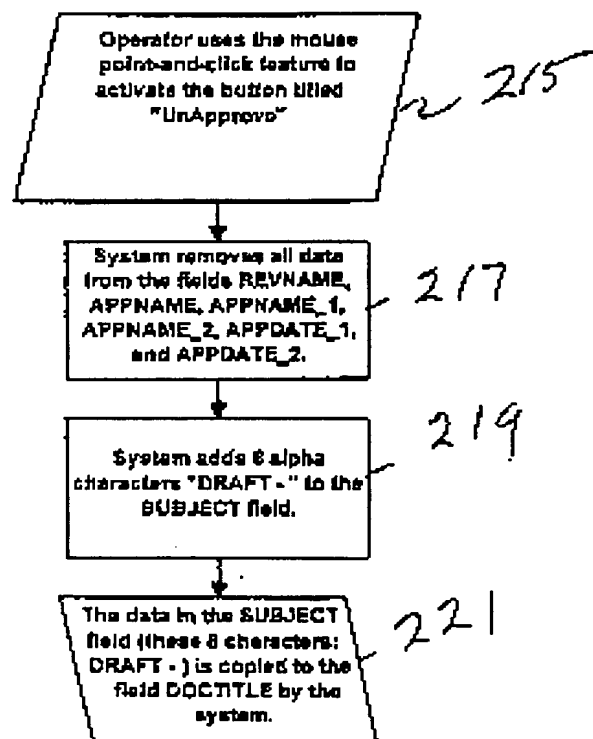 Operator uses the mouse
point-and-click feature to
activate the button titled
"UnApprove"
215
System removes all data
from the fields REVNAME,
APPNAME, APPNAME_1,
APPNAME_2, APPDATE_1,
and APPDATE_2.
217
System adds 8 alpha
characters "DRAFT - " to the
SUBJECT field.
219
The data in the SUBJECT
field (these 8 characters:
DRAFT - ) is copied to the
field DOCTITLE by the
system.
221